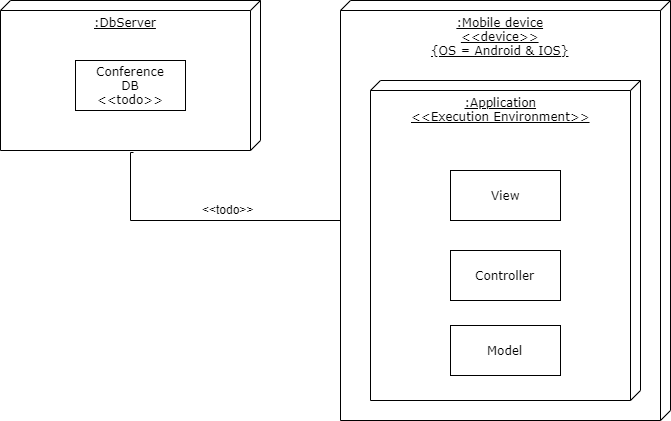 :DbServer
Conference
DB
<<todo>>
<<todo>>
:Mobile device
<<device>>
{OS = Android & IOS}
:Application
<<Execution Environment>>
View
Controller
Model